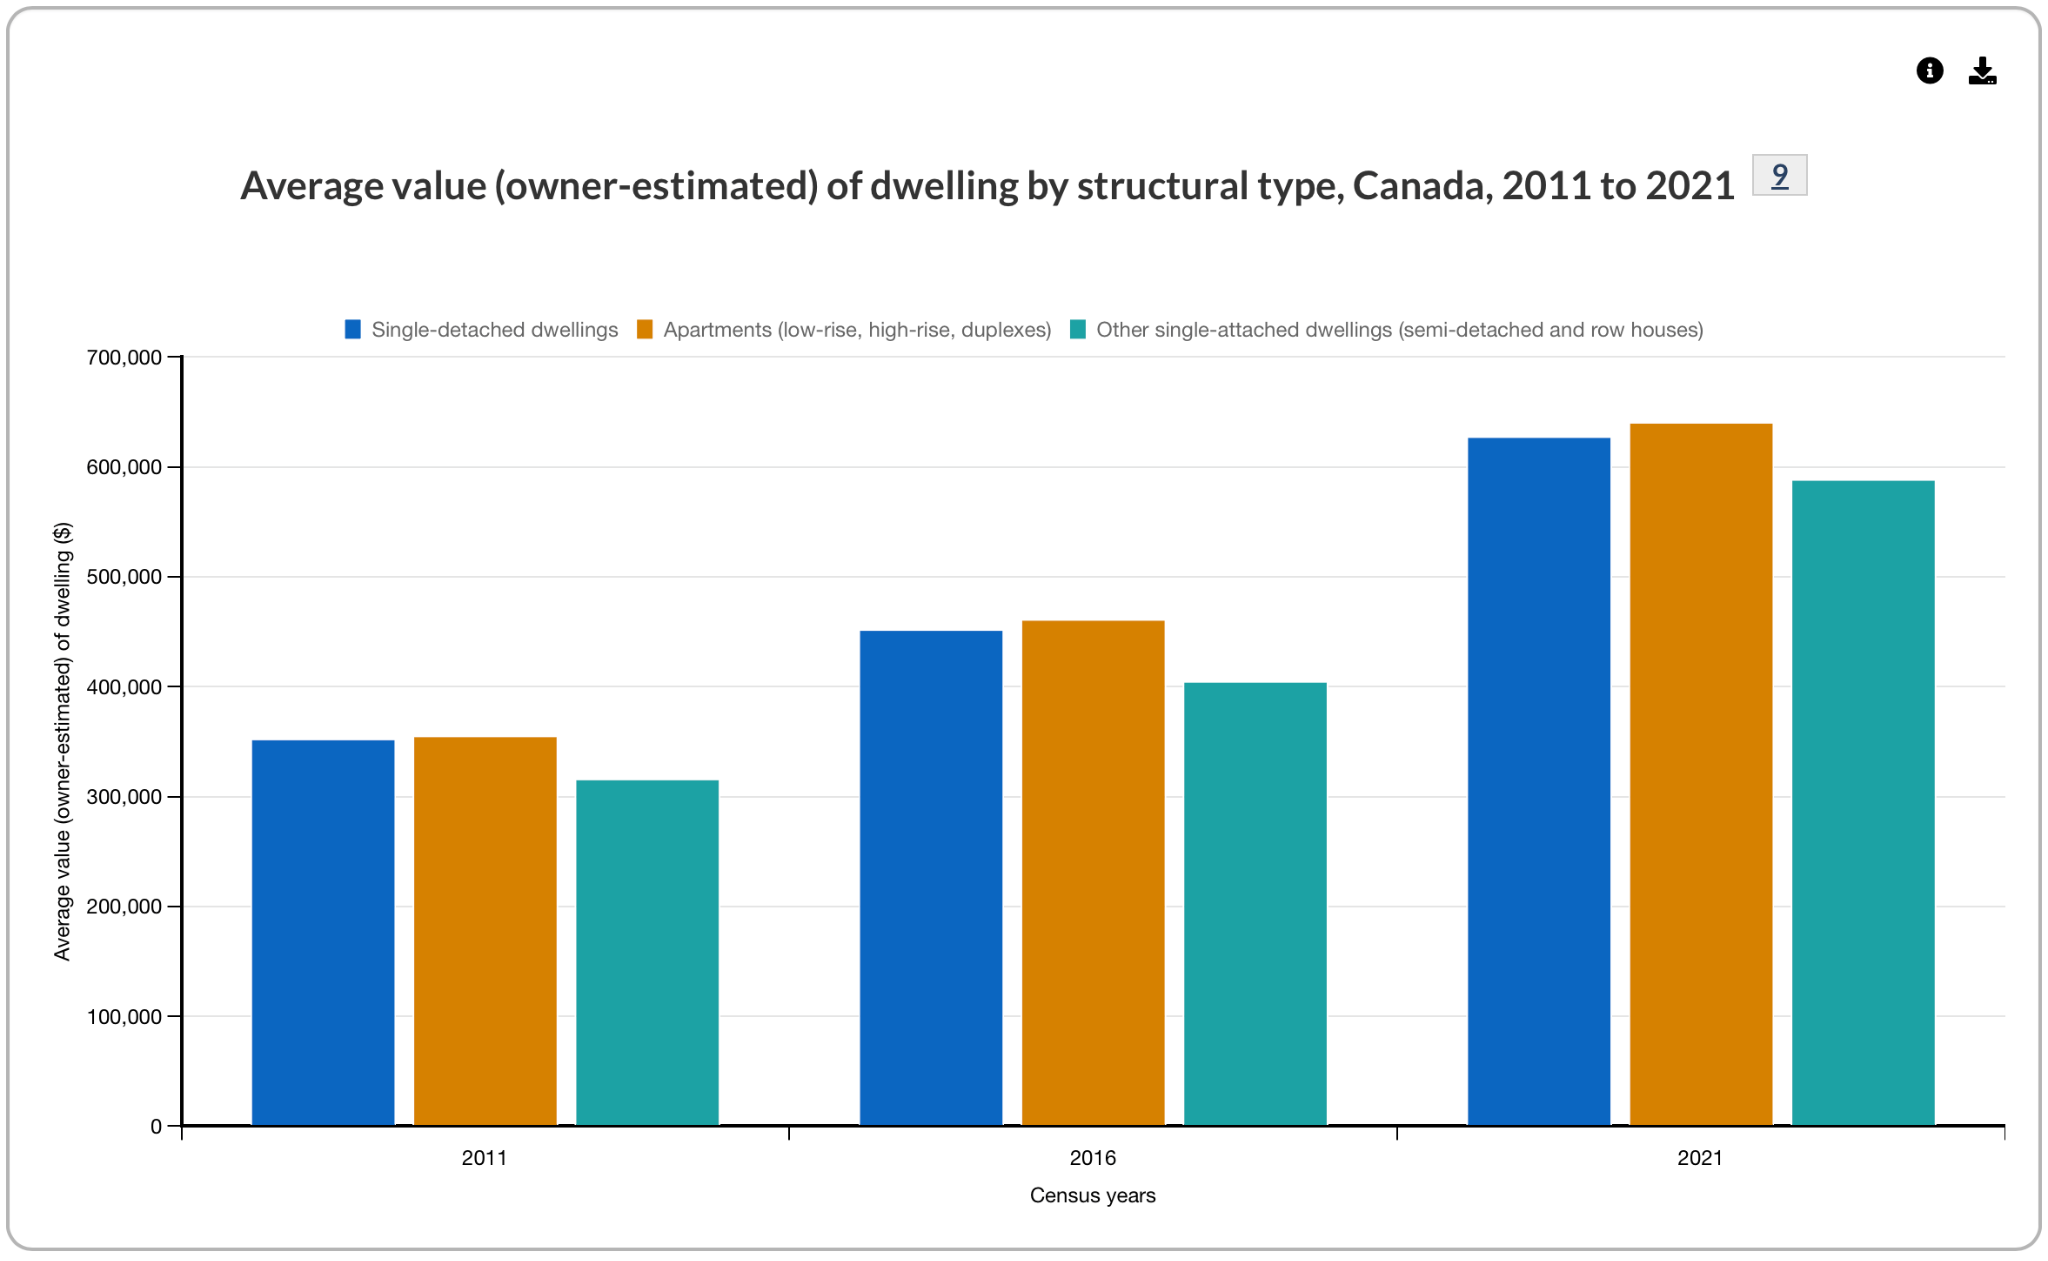 Average value (owner-estimated) of dwelling by structural type, Canada, 2011 to 2021 9
Single-detached dwellings Apartments (low-rise, high-rise, duplexes) Other single-attached dwellings (semi-detached and row houses)
Average value (owner-estimated) of dwelling ($)
700,000
600,000
500,000
400,000
300,000
200,000
100,000
0
2011 2016 2021
Census years